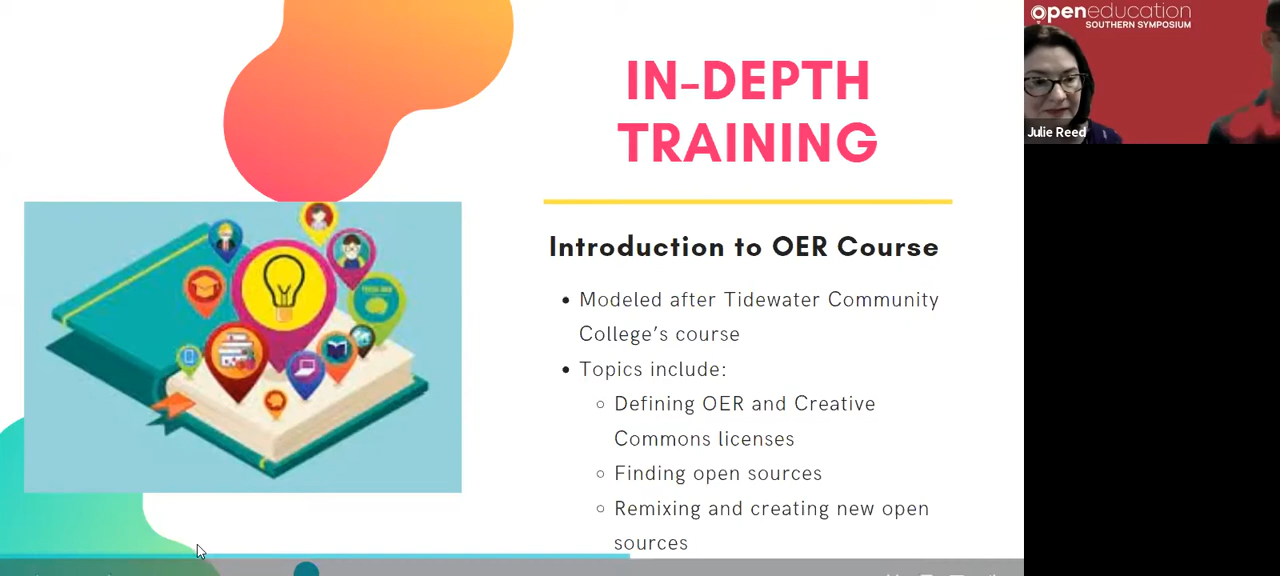 IN-DEPTH
TRAINING
Introduction to OER Course
• Modeled after Tidewater Community
College's course
• Topics include:
◦ Defining OER and Creative
Commons licenses
◦ Finding open sources
◦ Remixing and creating new open
sources
openeducation
SOUTHERN SYMPOSIUM
Julie Reed